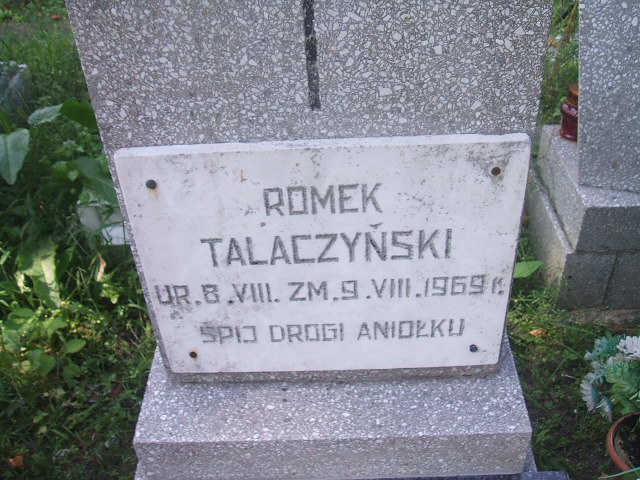 ROMEK
TALACZYŃSKI
UR. 8. VIII. ZM. 9. VIII. 1969 R.
ŚPIJ DROGI ANIOŁKU